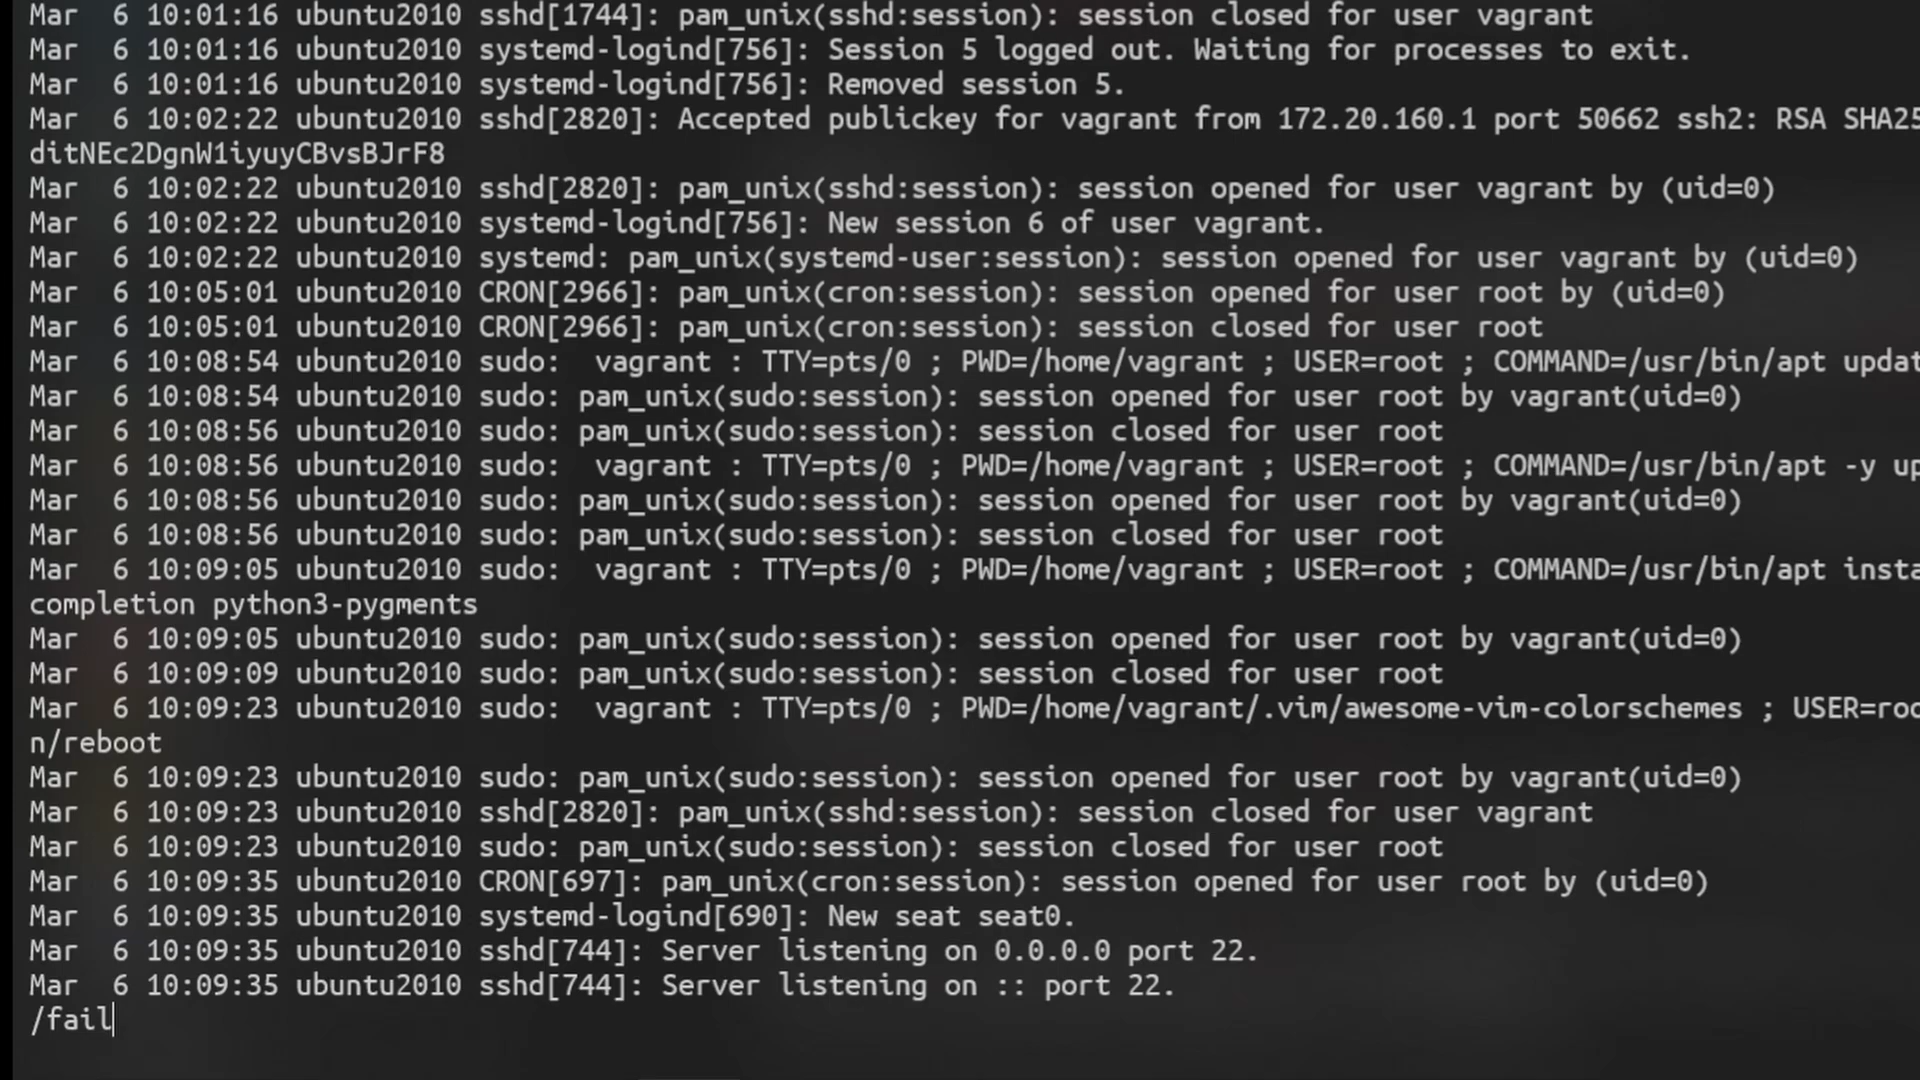 Mar  6 10:01:16 ubuntu2010 sshd[1744]: pam_unix(sshd:session): session closed for user vagrant
Mar  6 10:01:16 ubuntu2010 systemd-logind[756]: Session 5 logged out. Waiting for processes to exit.
Mar  6 10:01:16 ubuntu2010 systemd-logind[756]: Removed session 5.
Mar  6 10:02:22 ubuntu2010 sshd[2820]: Accepted publickey for vagrant from 172.20.160.1 port 50662 ssh2: RSA SHA25
ditNEc2DgnW1iyuyCBvsBJrF8
Mar  6 10:02:22 ubuntu2010 sshd[2820]: pam_unix(sshd:session): session opened for user vagrant by (uid=0)
Mar  6 10:02:22 ubuntu2010 systemd-logind[756]: New session 6 of user vagrant.
Mar  6 10:02:22 ubuntu2010 systemd: pam_unix(systemd-user:session): session opened for user vagrant by (uid=0)
Mar  6 10:05:01 ubuntu2010 CRON[2966]: pam_unix(cron:session): session opened for user root by (uid=0)
Mar  6 10:05:01 ubuntu2010 CRON[2966]: pam_unix(cron:session): session closed for user root
Mar  6 10:08:54 ubuntu2010 sudo:  vagrant : TTY=pts/0 ; PWD=/home/vagrant ; USER=root ; COMMAND=/usr/bin/apt updat
Mar  6 10:08:54 ubuntu2010 sudo: pam_unix(sudo:session): session opened for user root by vagrant(uid=0)
Mar  6 10:08:56 ubuntu2010 sudo: pam_unix(sudo:session): session closed for user root
Mar  6 10:08:56 ubuntu2010 sudo:  vagrant : TTY=pts/0 ; PWD=/home/vagrant ; USER=root ; COMMAND=/usr/bin/apt -y up
Mar  6 10:08:56 ubuntu2010 sudo: pam_unix(sudo:session): session opened for user root by vagrant(uid=0)
Mar  6 10:08:56 ubuntu2010 sudo: pam_unix(sudo:session): session closed for user root
Mar  6 10:09:05 ubuntu2010 sudo:  vagrant : TTY=pts/0 ; PWD=/home/vagrant ; USER=root ; COMMAND=/usr/bin/apt insta
completion python3-pygments
Mar  6 10:09:05 ubuntu2010 sudo: pam_unix(sudo:session): session opened for user root by vagrant(uid=0)
Mar  6 10:09:09 ubuntu2010 sudo: pam_unix(sudo:session): session closed for user root
Mar  6 10:09:23 ubuntu2010 sudo:  vagrant : TTY=pts/0 ; PWD=/home/vagrant/.vim/awesome-vim-colorschemes ; USER=roo
n/reboot
Mar  6 10:09:23 ubuntu2010 sudo: pam_unix(sudo:session): session opened for user root by vagrant(uid=0)
Mar  6 10:09:23 ubuntu2010 sshd[2820]: pam_unix(sshd:session): session closed for user vagrant
Mar  6 10:09:23 ubuntu2010 sudo: pam_unix(sudo:session): session closed for user root
Mar  6 10:09:35 ubuntu2010 CRON[697]: pam_unix(cron:session): session opened for user root by (uid=0)
Mar  6 10:09:35 ubuntu2010 systemd-logind[690]: New seat seat0.
Mar  6 10:09:35 ubuntu2010 sshd[744]: Server listening on 0.0.0.0 port 22.
Mar  6 10:09:35 ubuntu2010 sshd[744]: Server listening on :: port 22.
/fail